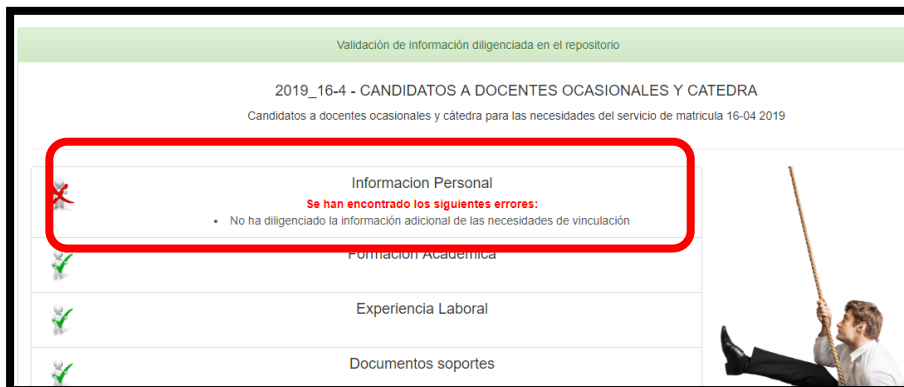 Validación de información diligenciada en el repositorio
2019_16-4 - CANDIDATOS A DOCENTES OCASIONALES Y CATEDRA
Candidatos a docentes ocasionales y cátedra para las necesidades del servicio de matricula 16-04 2019
Informacion Personal
Se han encontrado los siguientes errores:
• No ha diligenciado la información adicional de las necesidades de vinculación
Formación Académica
Experiencia Laboral
Documentos soportes